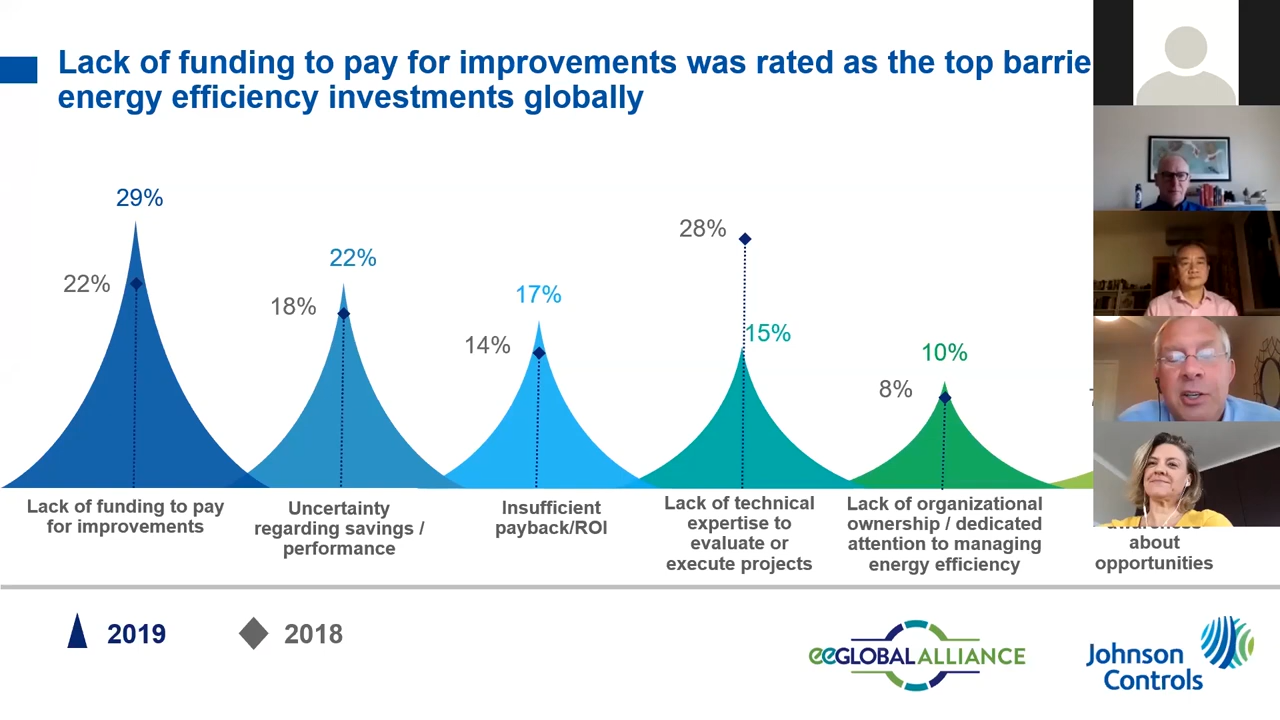 Lack of funding to pay for improvements was rated as the top barrie
energy efficiency investments globally
29%
22%
22%
18%
17%
14%
28%
15%
10%
8%
Lack of funding to pay
for improvements
Uncertainty
regarding savings /
performance
Insufficient
payback/ROI
Lack of technical
expertise to
evaluate or
execute projects
Lack of organizational
ownership / dedicated
attention to managing
energy efficiency
awareness
about
opportunities
2019
2018
eeGLOBALALLIANCE
Johnson
Controls